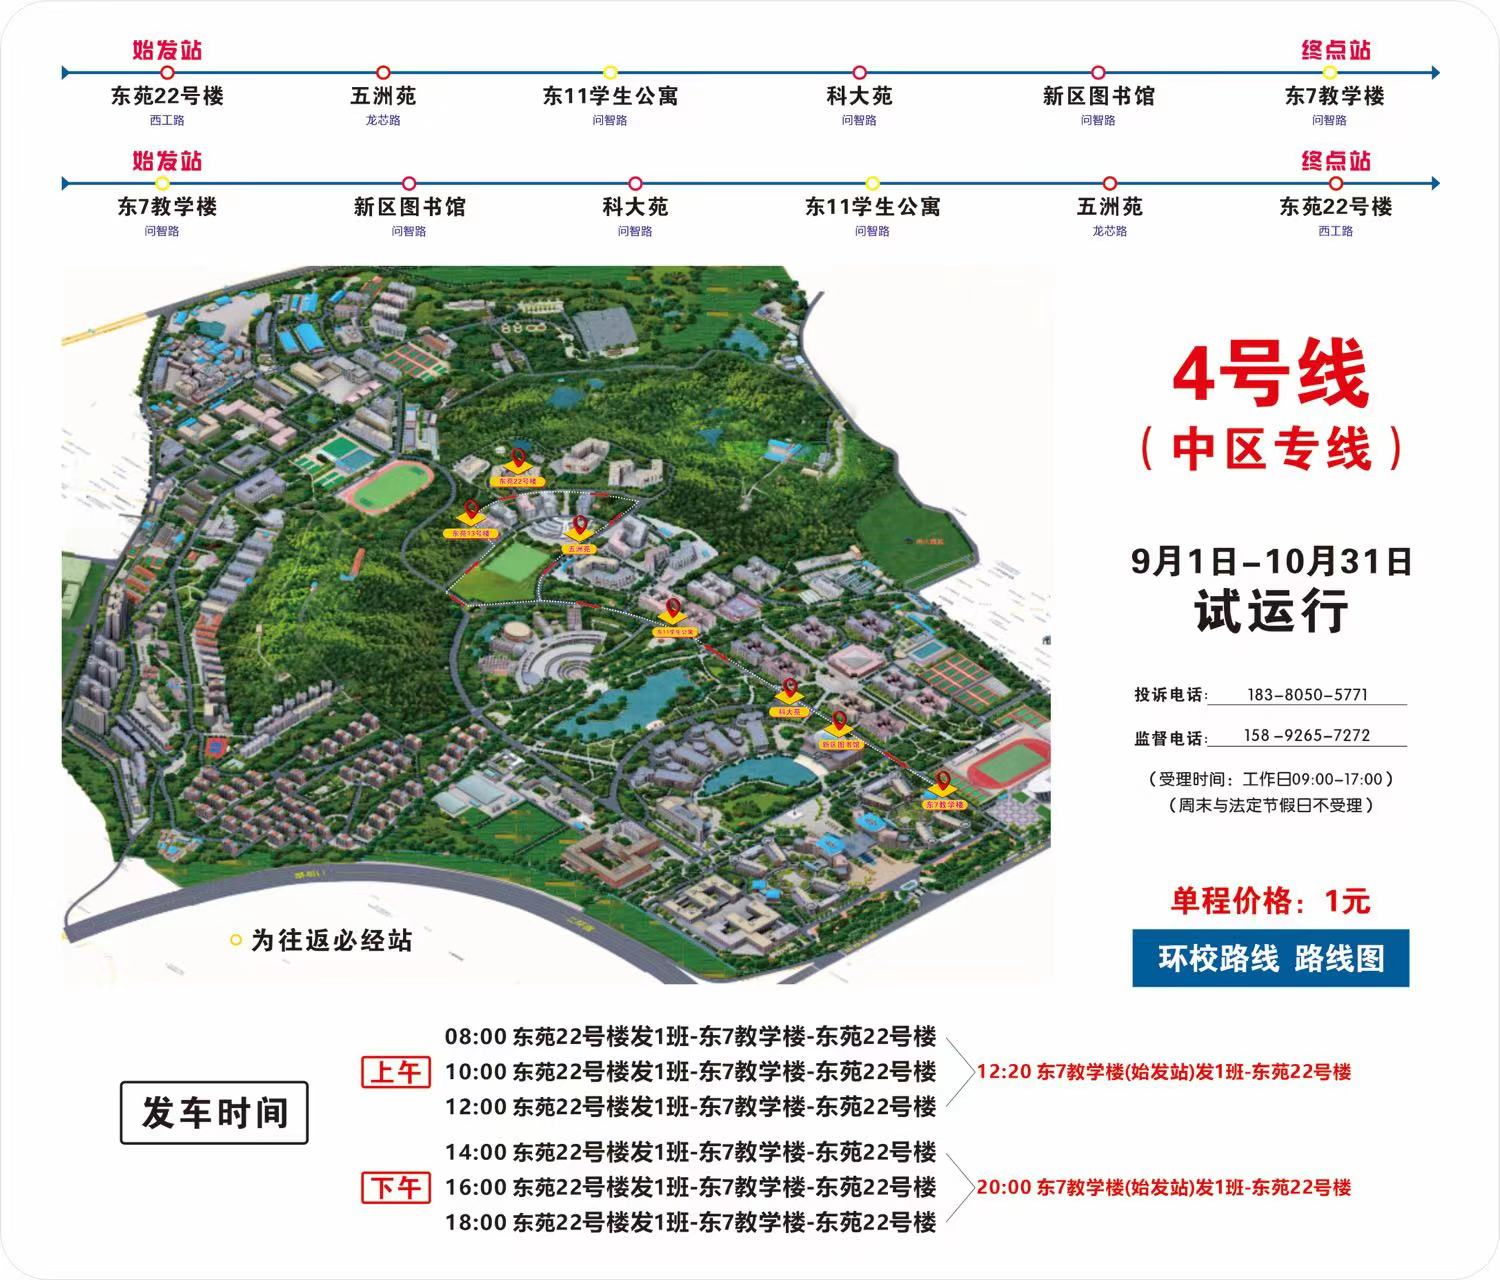 始发站 终点站
东苑22号楼 五洲苑 东11学生公寓 科大苑 新区图书馆 东7教学楼
西工路 龙芯路 问智路 问智路 问智路 问智路
始发站 终点站
东7教学楼 新区图书馆 科大苑 东11学生公寓 五洲苑 东苑22号楼
问智路 问智路 问智路 问智路 龙芯路 西工路
东苑22号楼
东苑13号楼
五洲苑
东11学生公寓
科大苑
新区图书馆
东7教学楼
为往返必经站
4号线
(中区专线)
9月1日-10月31日
试运行
投诉电话: 183-8050-5771
监督电话: 158-9265-7272
(受理时间: 工作日09:00-17:00)
(周末与法定节假日不受理)
单程价格: 1元
环校路线 路线图
发车时间
上午
08:00 东苑22号楼发1班-东7教学楼-东苑22号楼
10:00 东苑22号楼发1班-东7教学楼-东苑22号楼
12:00 东苑22号楼发1班-东7教学楼-东苑22号楼
12:20 东7教学楼(始发站)发1班-东苑22号楼
下午
14:00 东苑22号楼发1班-东7教学楼-东苑22号楼
16:00 东苑22号楼发1班-东7教学楼-东苑22号楼
18:00 东苑22号楼发1班-东7教学楼-东苑22号楼
20:00 东7教学楼(始发站)发1班-东苑22号楼